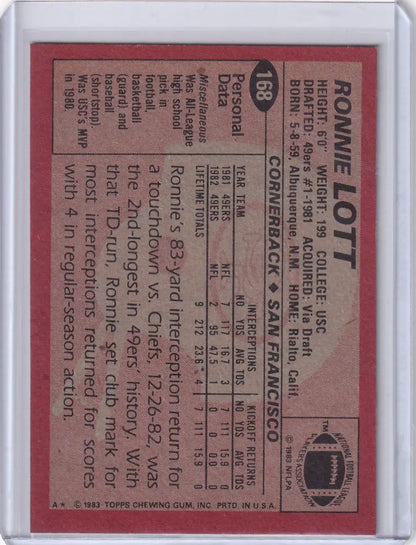 168
RONNIE LOTT
HEIGHT: 6'0" WEIGHT: 199 COLLEGE: USC
DRAFTED: 49ers #1-1981 ACQUIRED: Via Draft
BORN: 5-8-59, Albuquerque, N.M. HOME: Rialto, Calif.
CORNERBACK ◆ SAN FRANCISCO
NATIONAL FOOTBALL LEAGUE
PLAYERS ASSOCIATION
TM
© 1983 NFLPA
Personal
Data
Miscellaneous
Was All-League
high school
pick in
football
basketball
(guard) and
baseball
(shortstop)
Was USC's MVP
in 1980
INTERCEPTIONS KICKOFF RETURNS
YEAR TEAM NO YDS AVG TDS NO YDS AVG TDS
1981 49ERS NFL 7 117 16.7 3 7 111 15.9 0
1982 49ERS NFL 2 95 47.5 1 0 0 0
LIFETIME TOTALS 9 212 23.6 4 7 111 15.9 0
Ronnie's 83-yard interception return for
a touchdown vs. Chiefs, 12-26-82, was
the 2nd-longest in 49ers' history. With
that TD-run, Ronnie set club mark for
most interceptions returned for scores
with 4 in regular-season action.
A* © 1983 TOPPS CHEWING GUM, INC. PRTD. IN U.S.A.